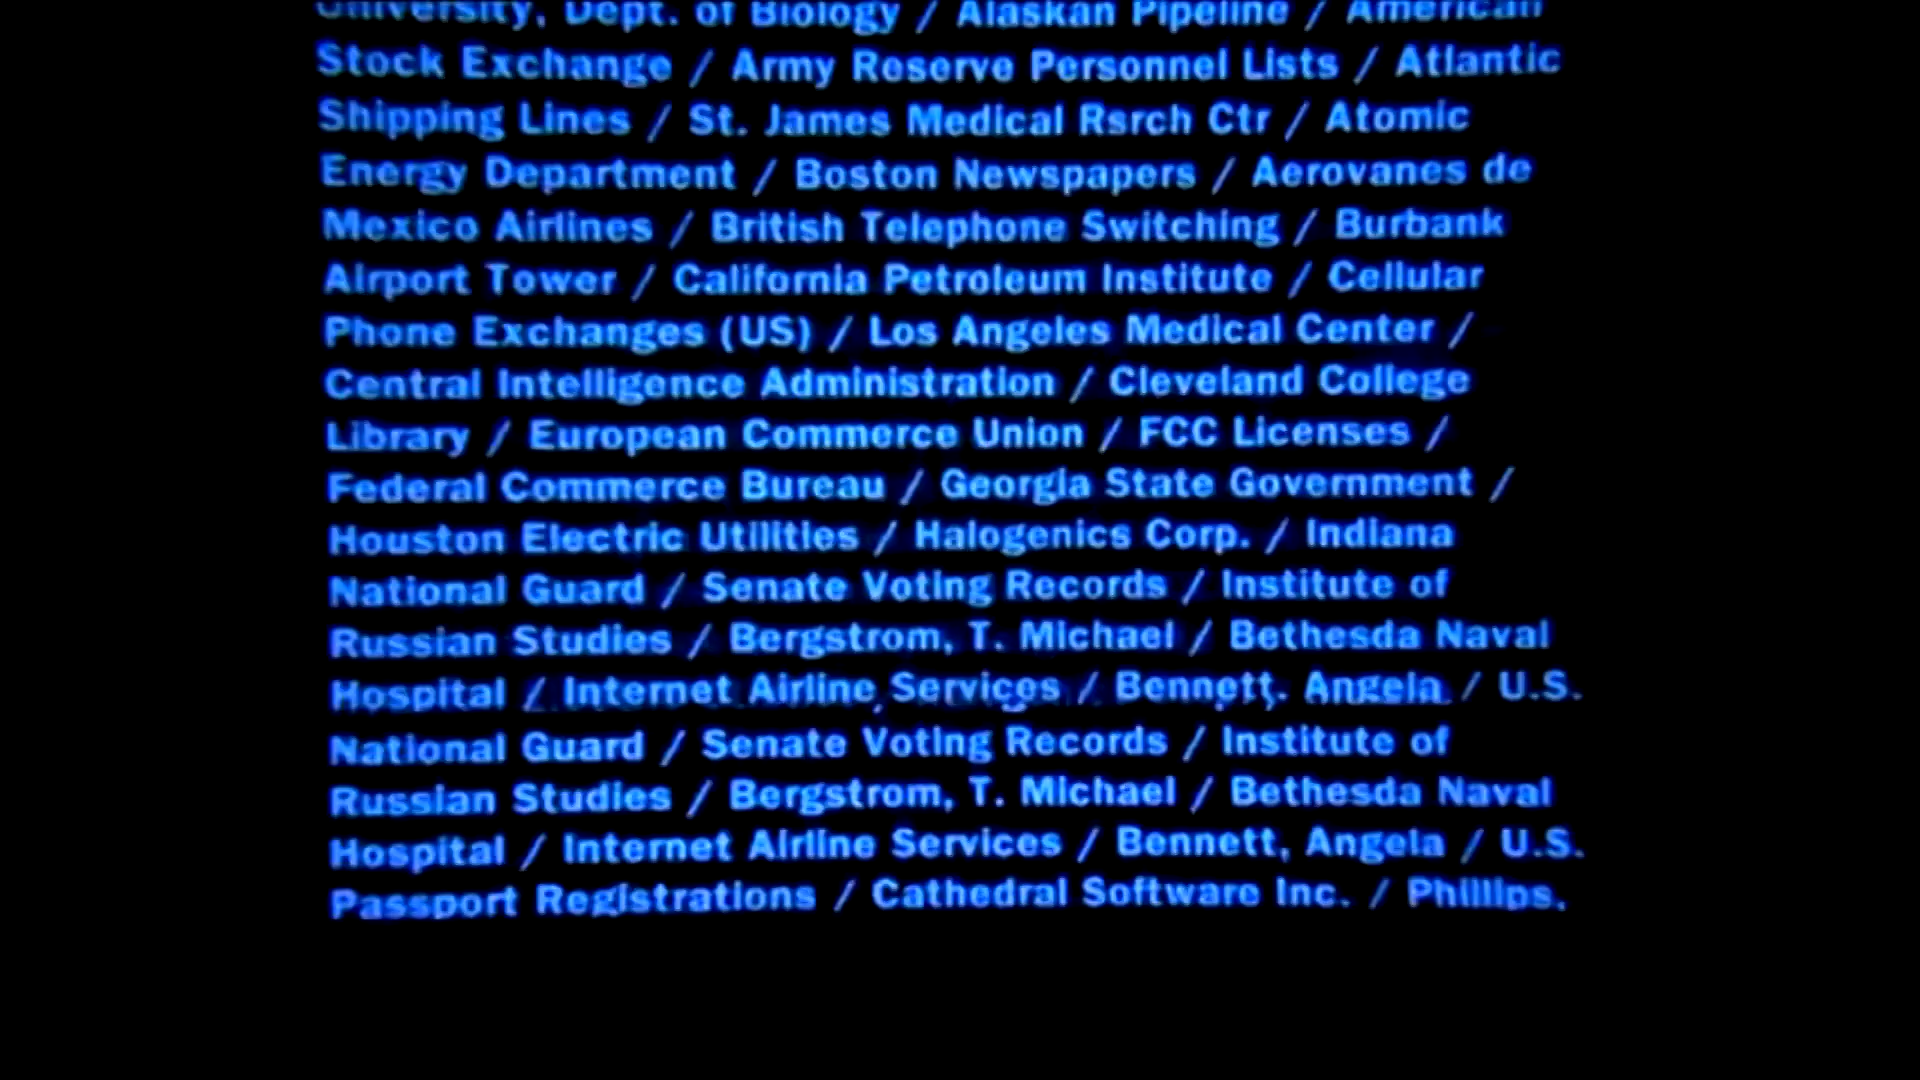 University, Dept. of Biology / Alaskan Pipeline / American
Stock Exchange / Army Reserve Personnel Lists / Atlantic
Shipping Lines / St. James Medical Rsrch Ctr / Atomic
Energy Department / Boston Newspapers / Aerovanes de
Mexico Airlines / British Telephone Switching / Burbank
Airport Tower / California Petroleum Institute / Cellular
Phone Exchanges (US) / Los Angeles Medical Center /
Central Intelligence Administration / Cleveland College
Library / European Commerce Union / FCC Licenses /
Federal Commerce Bureau / Georgia State Government /
Houston Electric Utilities / Halogenics Corp. / Indiana
National Guard / Senate Voting Records / Institute of
Russian Studies / Bergstrom, T. Michael / Bethesda Naval
Hospital / Internet Airline Services / Bennett, Angela / U.S.
National Guard / Senate Voting Records / Institute of
Russian Studies / Bergstrom, T. Michael / Bethesda Naval
Hospital / Internet Airline Services / Bennett, Angela / U.S.
Passport Registrations / Cathedral Software Inc. / Phillips,